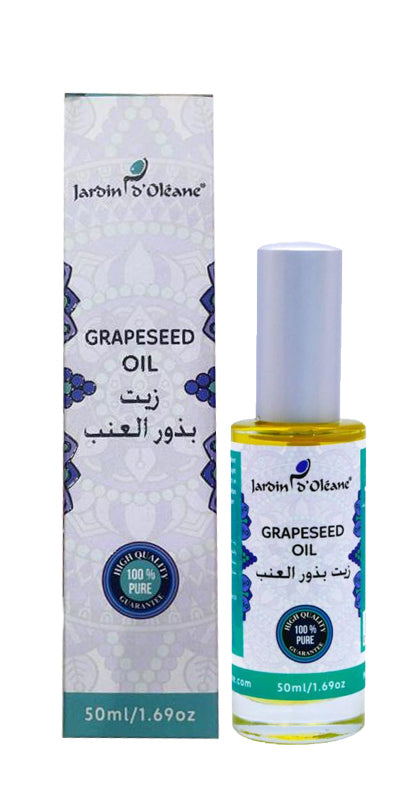 Jardin d'Oléane®
GRAPESEED
OIL
زيت
بذور العنب
HIGH QUALITY
100 %
PURE
GUARANTEE
50ml/1.69oz
Jardin d'Oléane®
GRAPESEED
OIL
زيت بذور العنب
HIGH QUALITY
100 %
PURE
GUARANTEE
.com
50ml/1.69oz